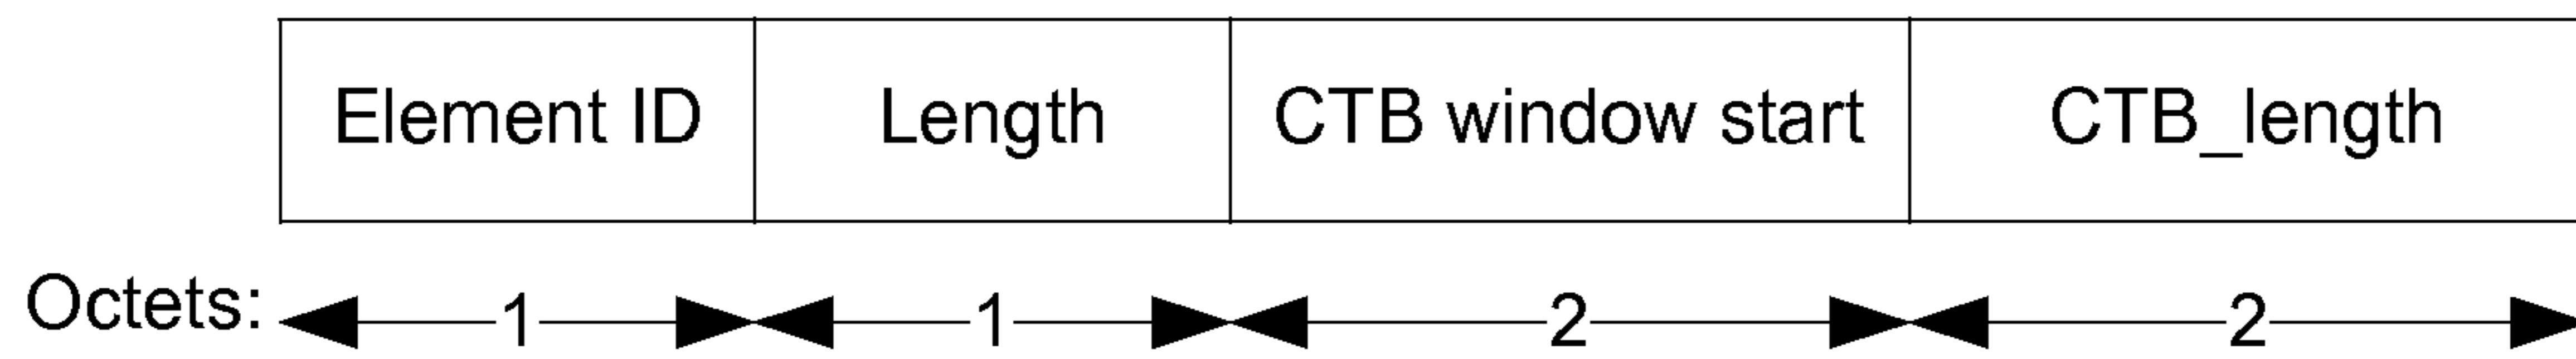 Element ID Length CTB window start CTB_length
Octets: 1 1 2 2